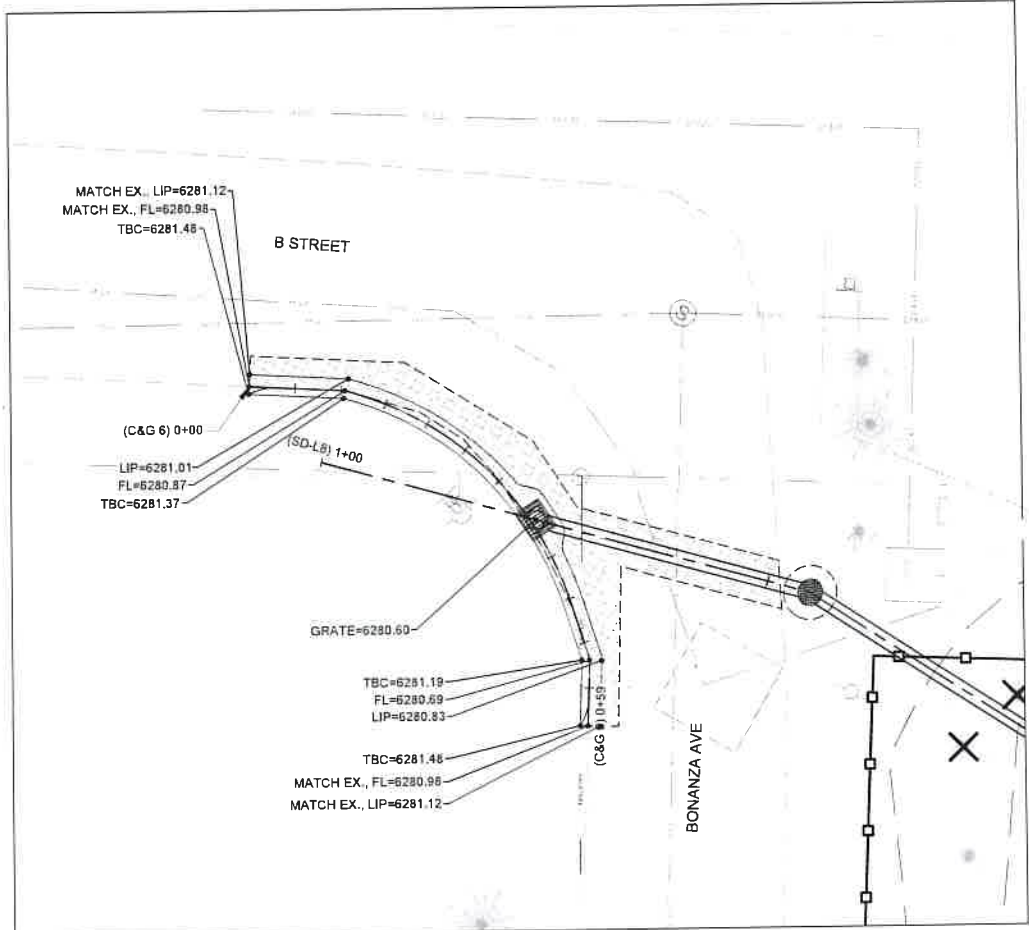 MATCH EX., LIP=6281.12
MATCH EX., FL=6280.98
TBC=6281.48
B STREET
(C&G 6) 0+00
(SD-L8) 1+00
LIP=6281.01
FL=6280.87
TBC=6281.37
GRATE=6280.60
TBC=6281.19
FL=6280.69
LIP=6280.83
(C&G 6) 0+59
TBC=6281.48
MATCH EX., FL=6280.98
MATCH EX., LIP=6281.12
BONANZA AVE
S